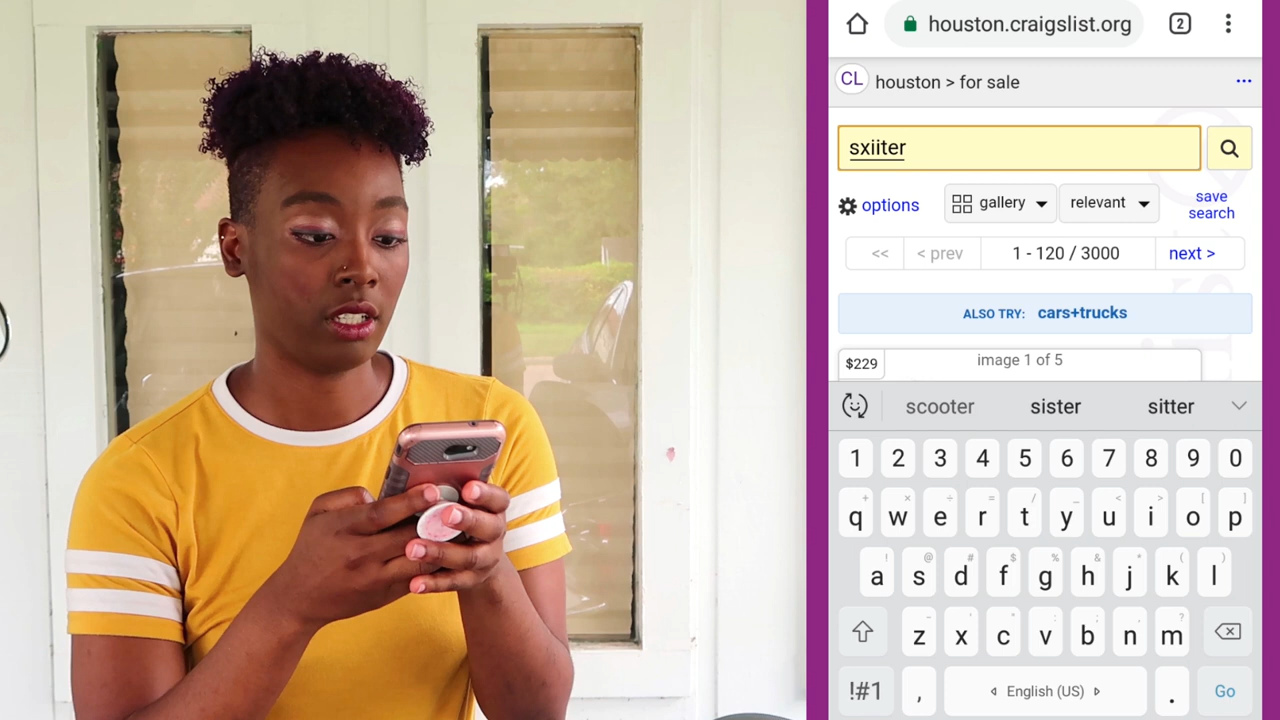 houston.craigslist.org
2
CL houston > for sale
sxiiter
options
gallery
relevant
save
search
<< < prev 1 - 120 / 3000 next >
ALSO TRY: cars+trucks
$229
image 1 of 5
scooter sister sitter
1 2 3 4 5 6 7 8 9 0
+ × ÷ = / _ < > [ ]
q w e r t y u i o p
! @ # $ % & * ( )
a s d f g h j k l
- ' " : ; , ?
z x c v b n m
!#1 , English (US) . Go